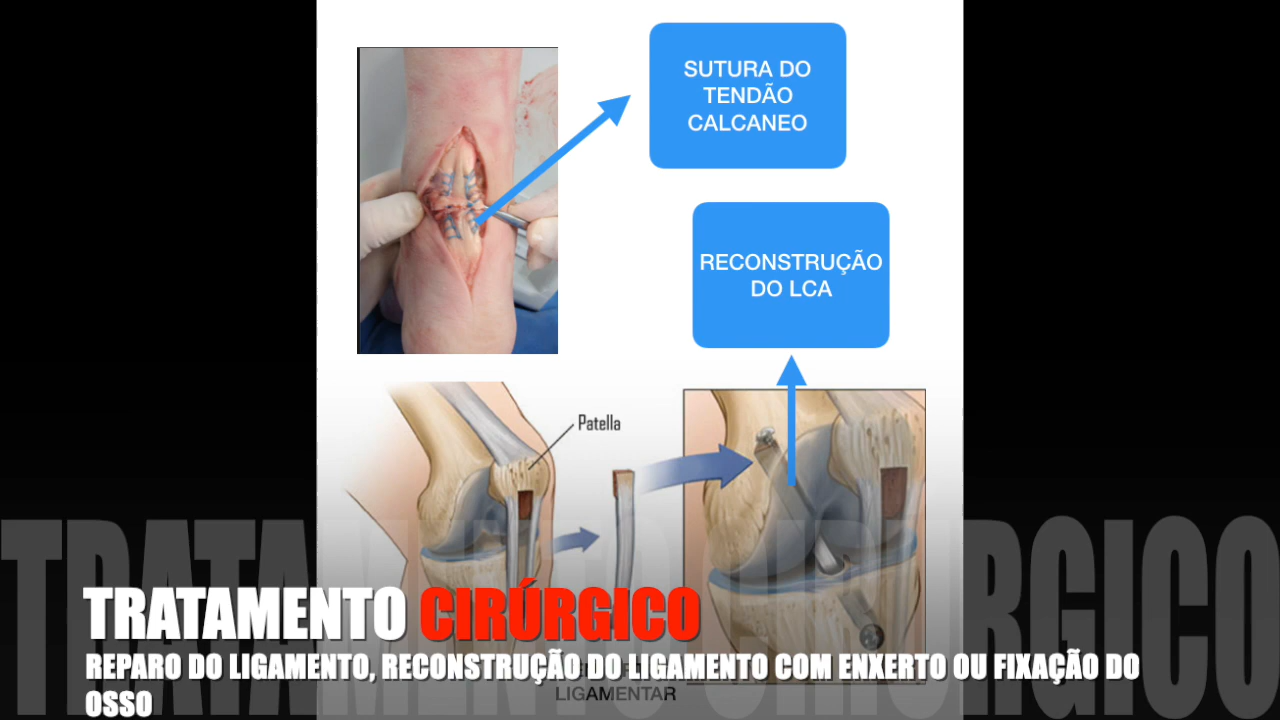 SUTURA DO
TENDÃO
CALCANEO
RECONSTRUÇÃO
DO LCA
Patella
TRATAMENTO CIRÚRGICO
TRATAMENTO CIRÚRGICO
REPARO DO LIGAMENTO, RECONSTRUÇÃO DO LIGAMENTO COM ENXERTO OU FIXAÇÃO DO
OSSO
LIGAMENTAR